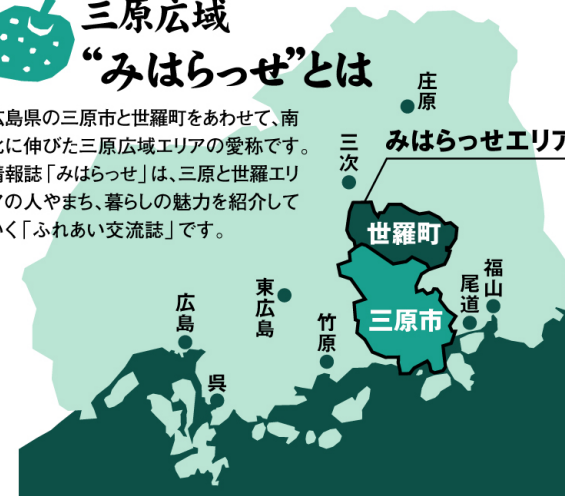 三原広域
“みはらっせ”とは
広島県の三原市と世羅町をあわせて、南
北に伸びた三原広域エリアの愛称です。
情報誌「みはらっせ」は、三原と世羅エリ
アの人やまち、暮らしの魅力を紹介して
いく「ふれあい交流誌」です。
庄原
三次
みはらっせエリア
世羅町
福山
尾道
東広島
広島
竹原
三原市
呉